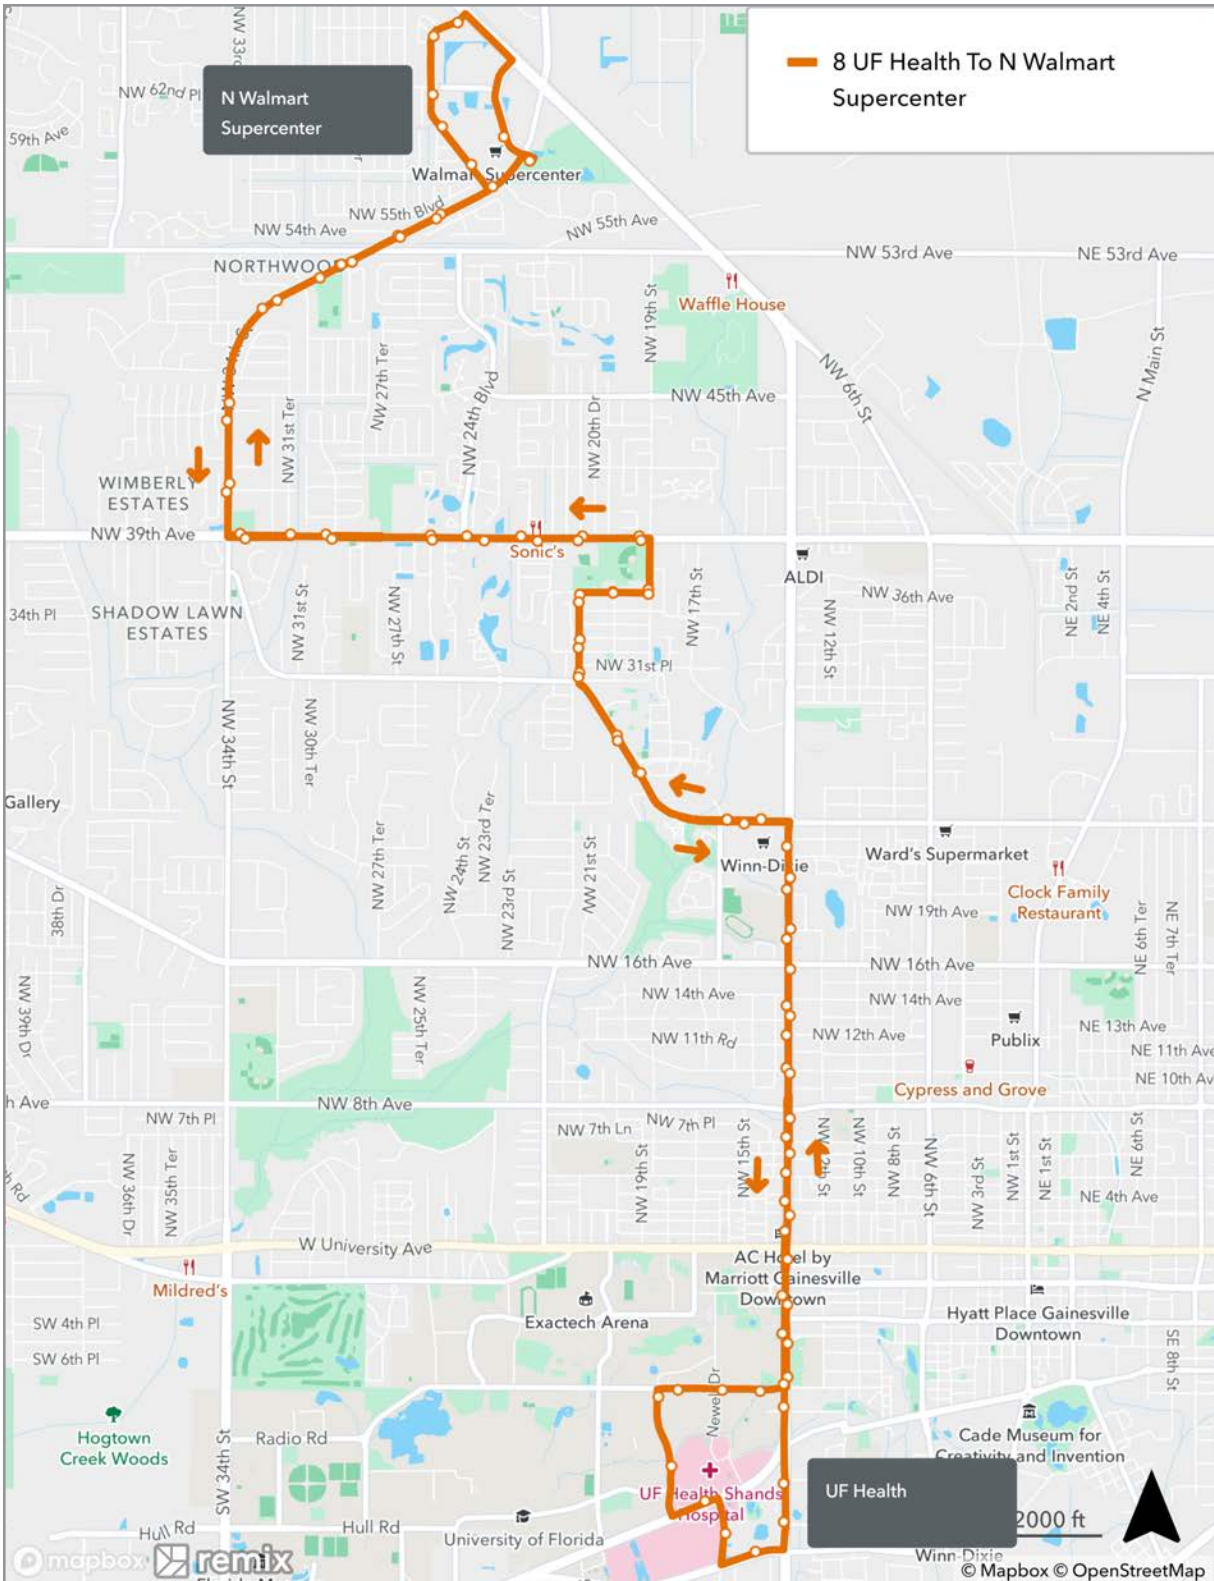 8 UF Health To N Walmart
Supercenter
NW 33rd
NW 62nd Pl
N Walmart
Supercenter
59th Ave
Supercenter
NW 55th Blvd
NW 54th Ave
NW 55th Ave
NW 53rd Ave
NE 53rd Ave
Waffle House
NW 19th St
N Main St
NW 27th Ter
NW 6th St
NW 45th Ave
NW 24th Blvd
NW 31st Ter
NW 20th Dr
WIMBERLY
ESTATES
NW 39th Ave
Sonic's
ALDI
NW 17th St
NW 36th Ave
NE 2nd St
NE 4th St
34th Pl
SHADOW LAWN
ESTATES
NW 31st St
NW 27th St
NW 12th St
NW 31st Pl
NW 34th St
NW 30th Ter
Gallery
NW 23rd Ter
NW 27th Ter
NW 24th St
NW 23rd St
NW 21st St
Winn-Dixie
Ward's Supermarket
Clock Family
Restaurant
38th Dr
NW 19th Ave
NE 6th Ter
NE 7th Ter
NW 16th Ave
NW 16th Ave
NW 39th Dr
NW 25th Ter
NW 14th Ave
NW 14th Ave
NW 11th Rd
NW 12th Ave
Publix
NE 13th Ave
NE 11th Ave
NE 10th Av
Cypress and Grove
h Ave
NW 8th Ave
NW 7th Pl
NW 7th Ln
NW 7th Pl
NW 15th St
NW 12th St
NW 10th St
NW 8th St
NW 6th St
NW 3rd St
NW 1st St
NE 1st St
NE 6th St
NW 36th Dr
NW 35th Ter
NW 19th St
NE 4th Ave
W University Ave
Mildred's
AC Hotel by
Marriott Gainesville
Downtown
Exactech Arena
Hyatt Place Gainesville
Downtown
SW 4th Pl
SW 6th Pl
SE 8th St
Newell Dr
Hogtown
Creek Woods
Radio Rd
SW 34th St
Cade Museum for
Creativity and Invention
UF Health Shands
Hospital
UF Health
2000 ft
Hull Rd
Hull Rd
University of Florida
Winn-Dixie
mapbox remix
© Mapbox © OpenStreetMap